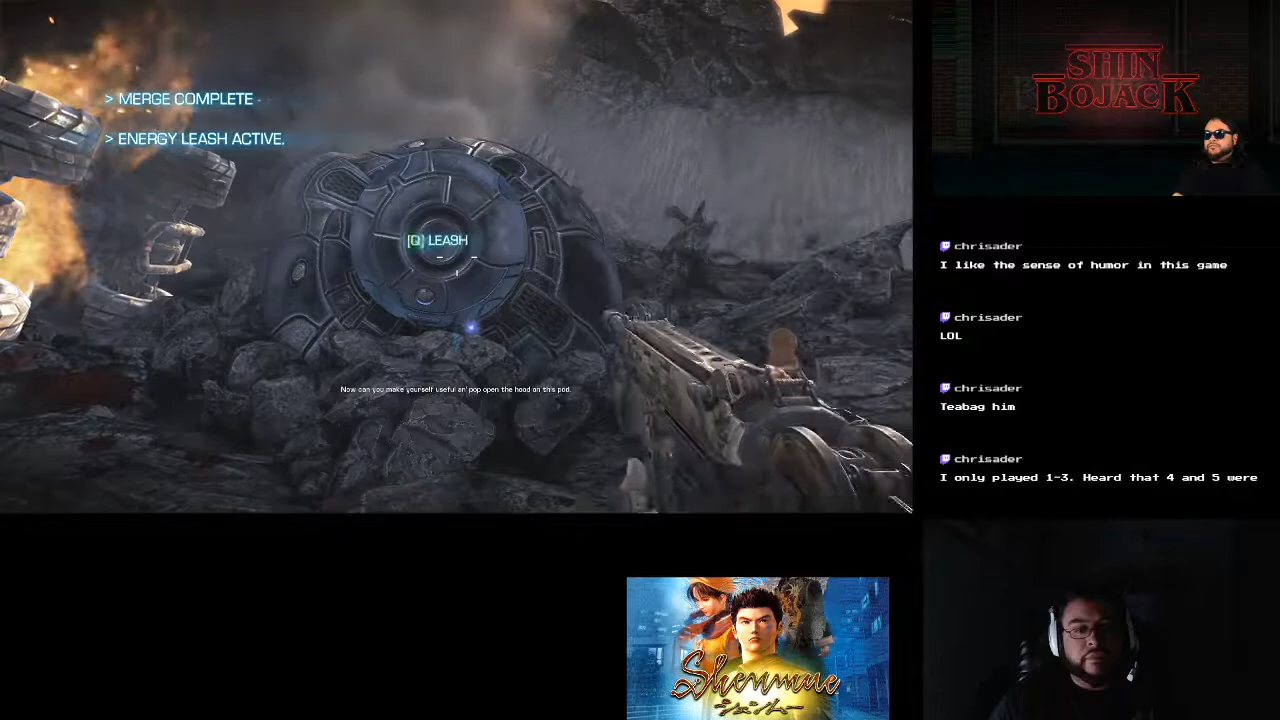 > MERGE COMPLETE -
> ENERGY LEASH ACTIVE.
[Q] LEASH
Now can you make yourself useful an' pop open the hood on this pod.
SHIN
BOJACK
chrisader
I like the sense of humor in this game
chrisader
LOL
chrisader
Teabag him
chrisader
I only played 1-3. Heard that 4 and 5 were
Shenmue
シェンムー